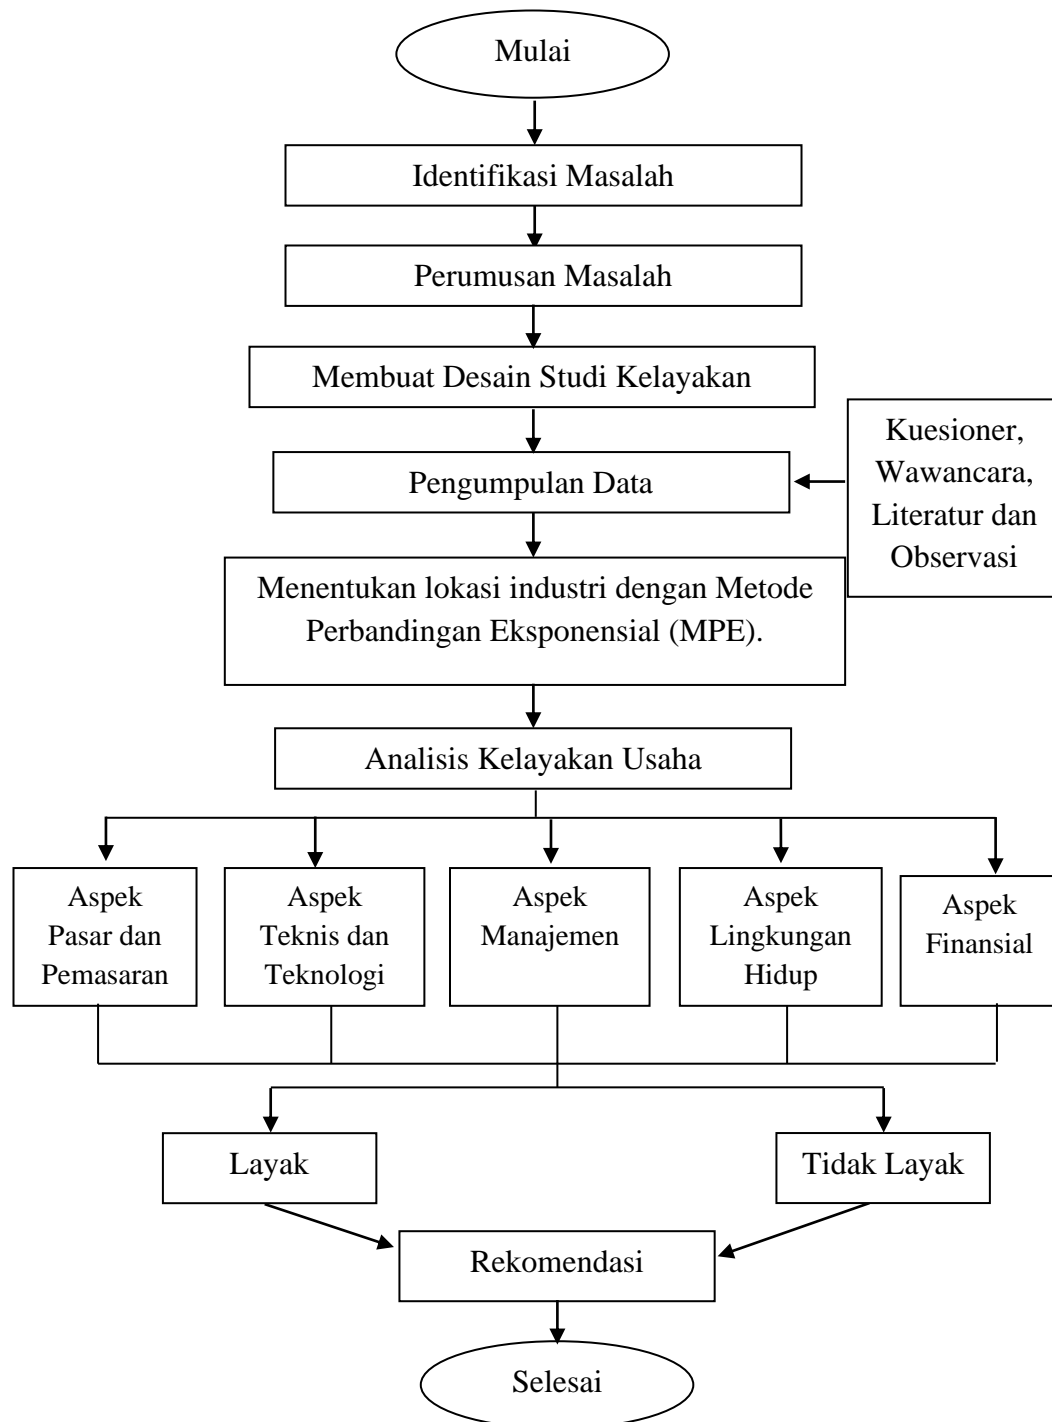 Mulai
Identifikasi Masalah
Perumusan Masalah
Membuat Desain Studi Kelayakan
Kuesioner,
Wawancara,
Literatur dan
Observasi
Pengumpulan Data
Menentukan lokasi industri dengan Metode
Perbandingan Eksponensial (MPE).
Analisis Kelayakan Usaha
Aspek
Pasar dan
Pemasaran
Aspek
Teknis dan
Teknologi
Aspek
Manajemen
Aspek
Lingkungan
Hidup
Aspek
Finansial
Layak
Tidak Layak
Rekomendasi
Selesai